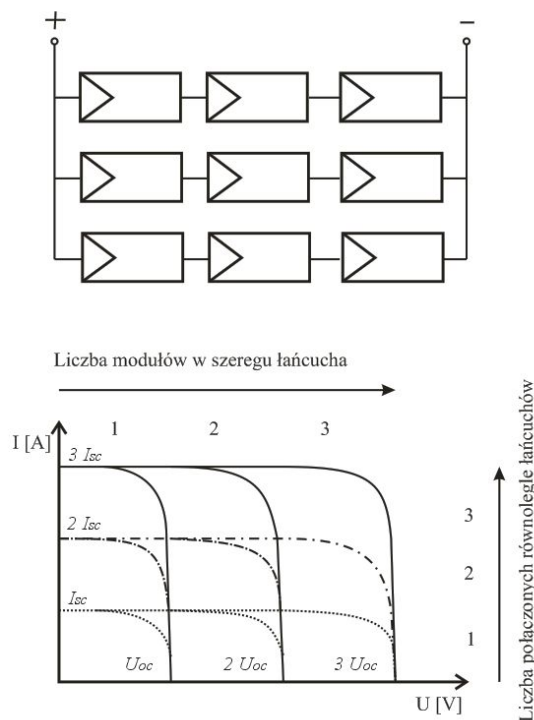 + −
Liczba modułów w szeregu łańcucha
I [A]
1 2 3
3 Isc
2 Isc
Isc
Uoc 2 Uoc 3 Uoc
U [V]
3
2
1
Liczba połączonych równolegle łańcuchów